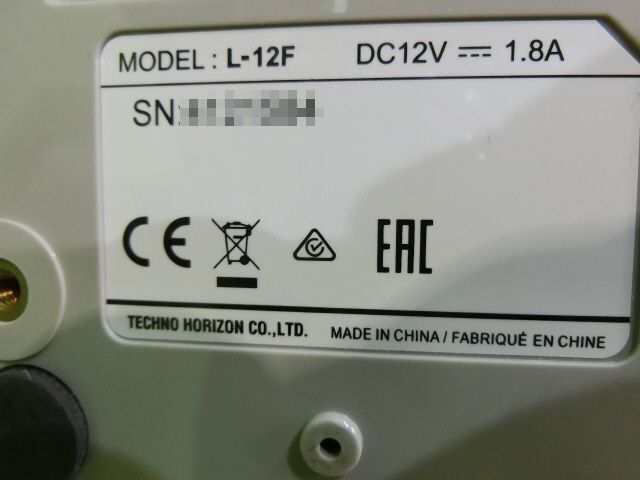 MODEL : L-12F DC12V ⎓ 1.8A
SN:
CE
EAC
TECHNO HORIZON CO.,LTD. MADE IN CHINA / FABRIQUÉ EN CHINE